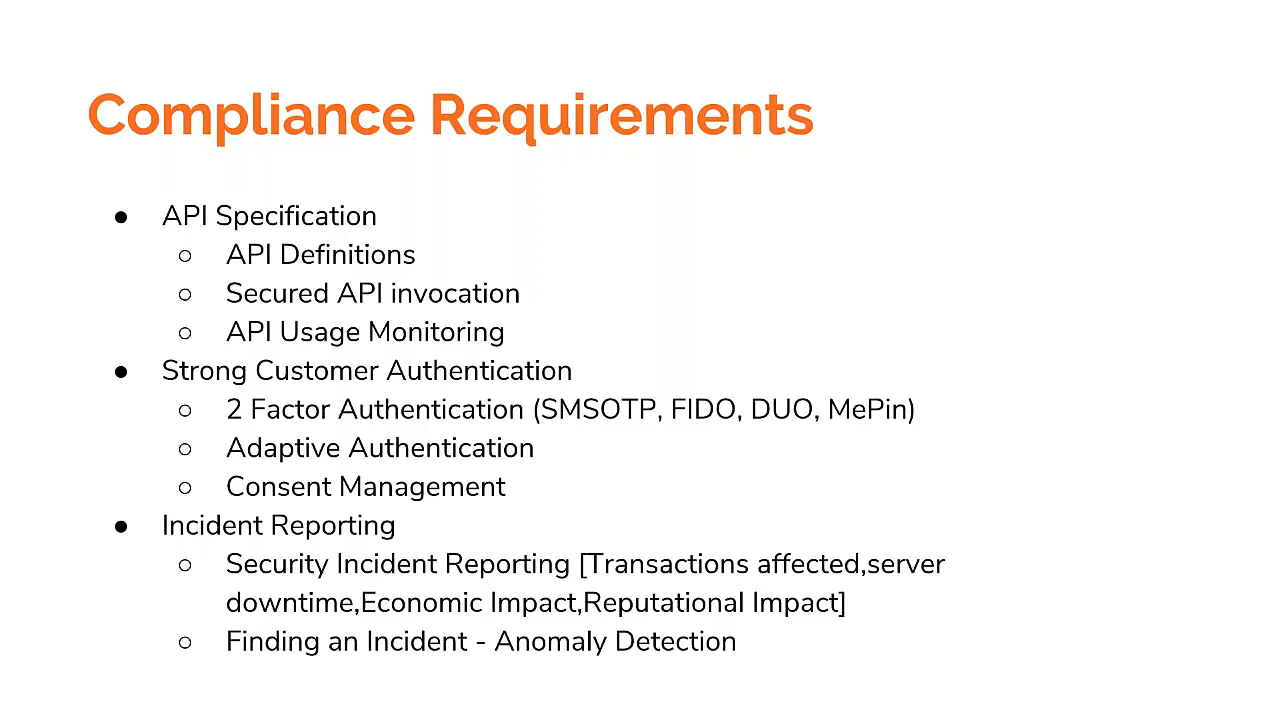 Compliance Requirements
● API Specification
○ API Definitions
○ Secured API invocation
○ API Usage Monitoring
● Strong Customer Authentication
○ 2 Factor Authentication (SMSOTP, FIDO, DUO, MePin)
○ Adaptive Authentication
○ Consent Management
● Incident Reporting
○ Security Incident Reporting [Transactions affected,server
downtime,Economic Impact,Reputational Impact]
○ Finding an Incident - Anomaly Detection